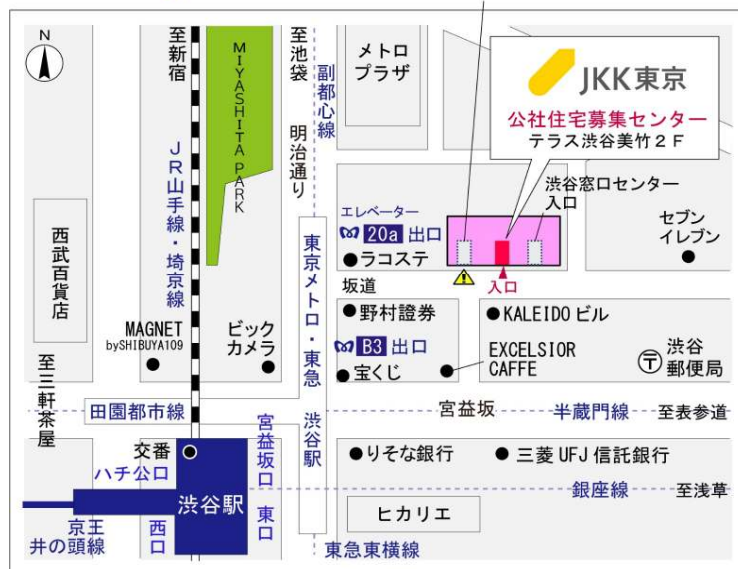 N
至新宿
MIYASHITA PARK
至池袋
明治通り
副都心線
メトロ
プラザ
JKK東京
公社住宅募集センター
テラス渋谷美竹2F
JR山手線・埼京線
西武百貨店
エレベーター
20a 出口
ラコステ
渋谷窓口センター
入口
セブン
イレブン
坂道
入口
東京メトロ・東急 渋谷駅
野村證券
KALEIDO ビル
MAGNET
bySHIBUYA109
ビック
カメラ
B3 出口
宝くじ
EXCELSIOR
CAFFE
渋谷
郵便局
至三軒茶屋
田園都市線
宮益坂
半蔵門線
至表参道
交番
ハチ公口
宮益坂口
りそな銀行
三菱UFJ信託銀行
渋谷駅
銀座線
至浅草
京王
井の頭線
西口
東口
ヒカリエ
東急東横線